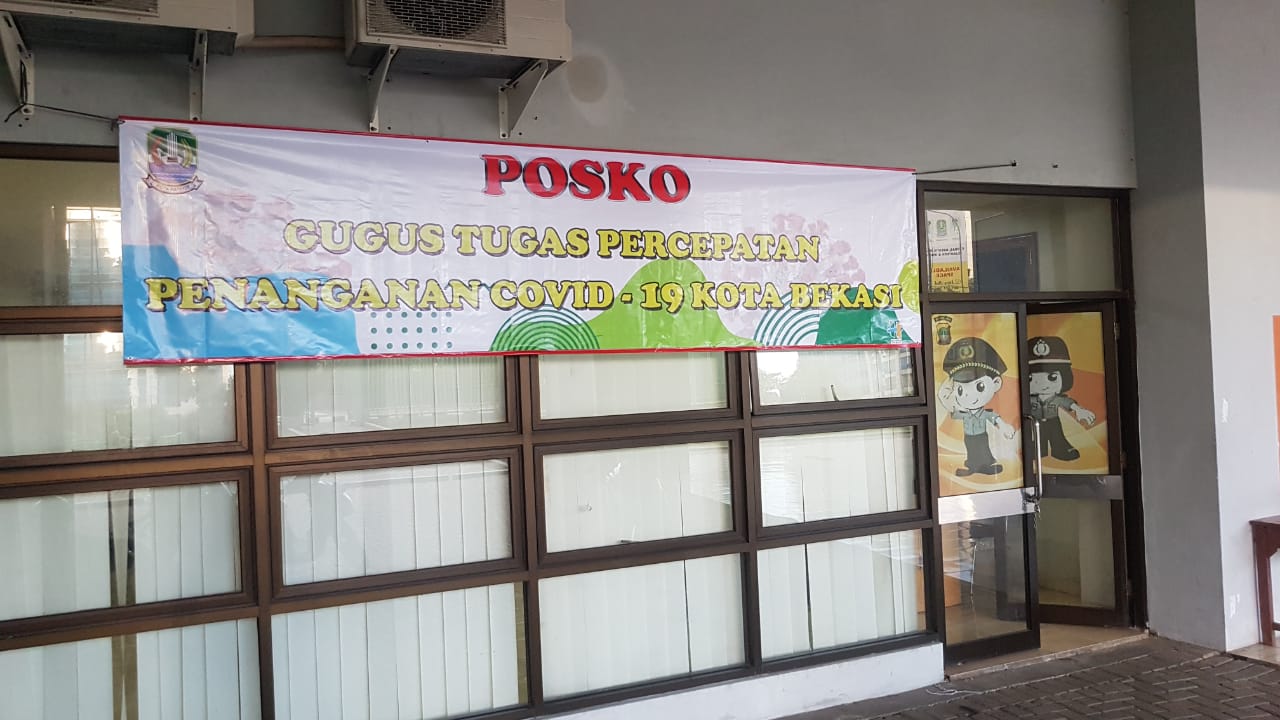 POSKO
GUGUS TUGAS PERCEPATAN
PENANGANAN COVID - 19 KOTA BEKASI